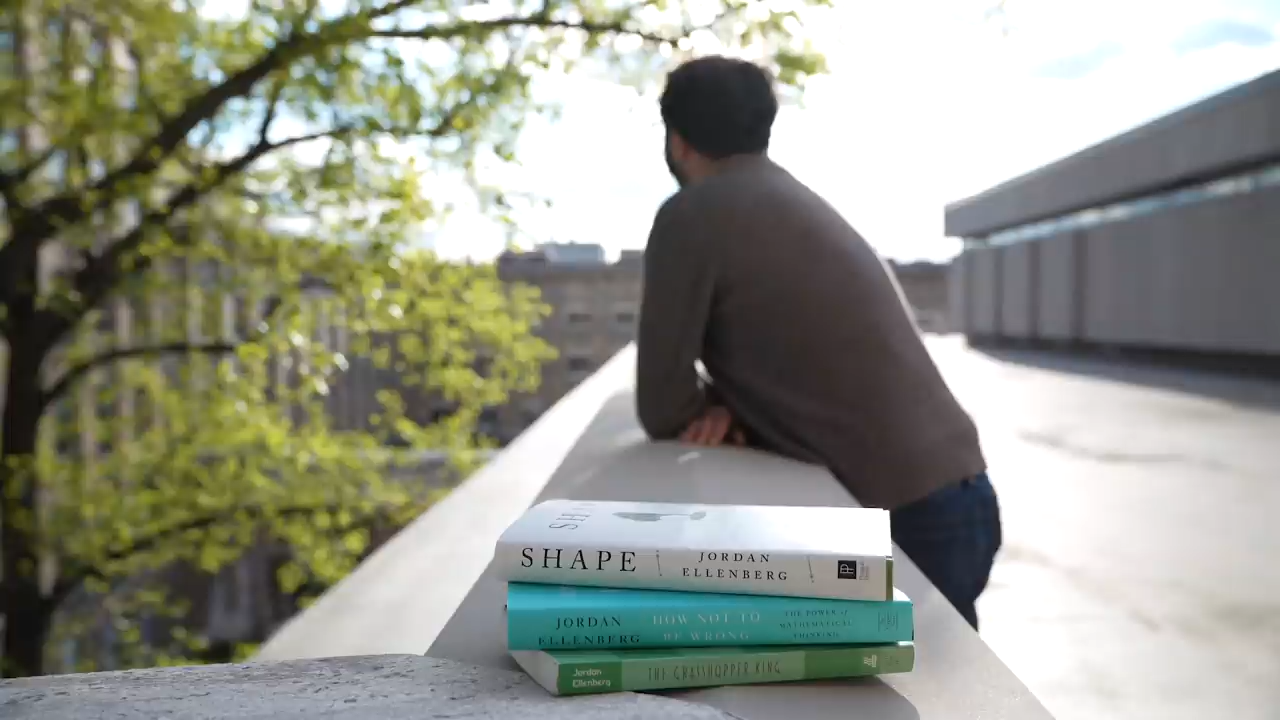 SHAPE
SHAPE
JORDAN
ELLENBERG
JORDAN
ELLENBERG
HOW NOT TO
BE WRONG
THE POWER of
MATHEMATICAL
THINKING
Jordan
Ellenberg
THE GRASSHOPPER KING